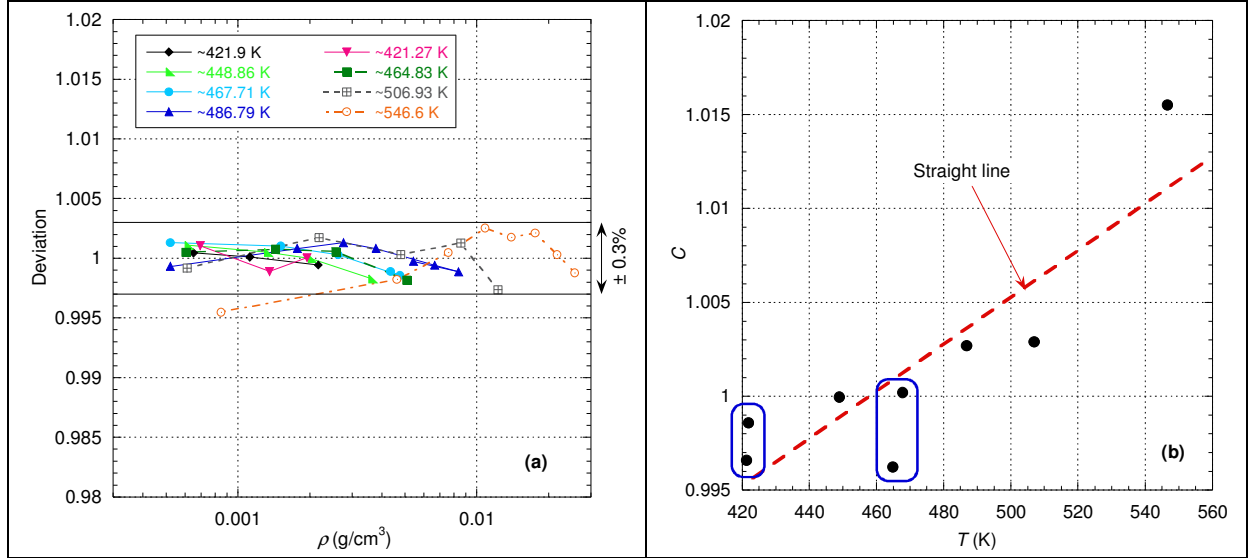 1.02
1.015
1.01
1.005
1
0.995
0.99
0.985
0.98
Deviation
~421.9 K
~448.86 K
~467.71 K
~486.79 K
~421.27 K
~464.83 K
~506.93 K
~546.6 K
± 0.3%
(a)
0.001
0.01
ρ (g/cm³)
1.02
1.015
1.01
1.005
1
0.995
C
Straight line
(b)
420
440
460
480
500
520
540
560
T (K)